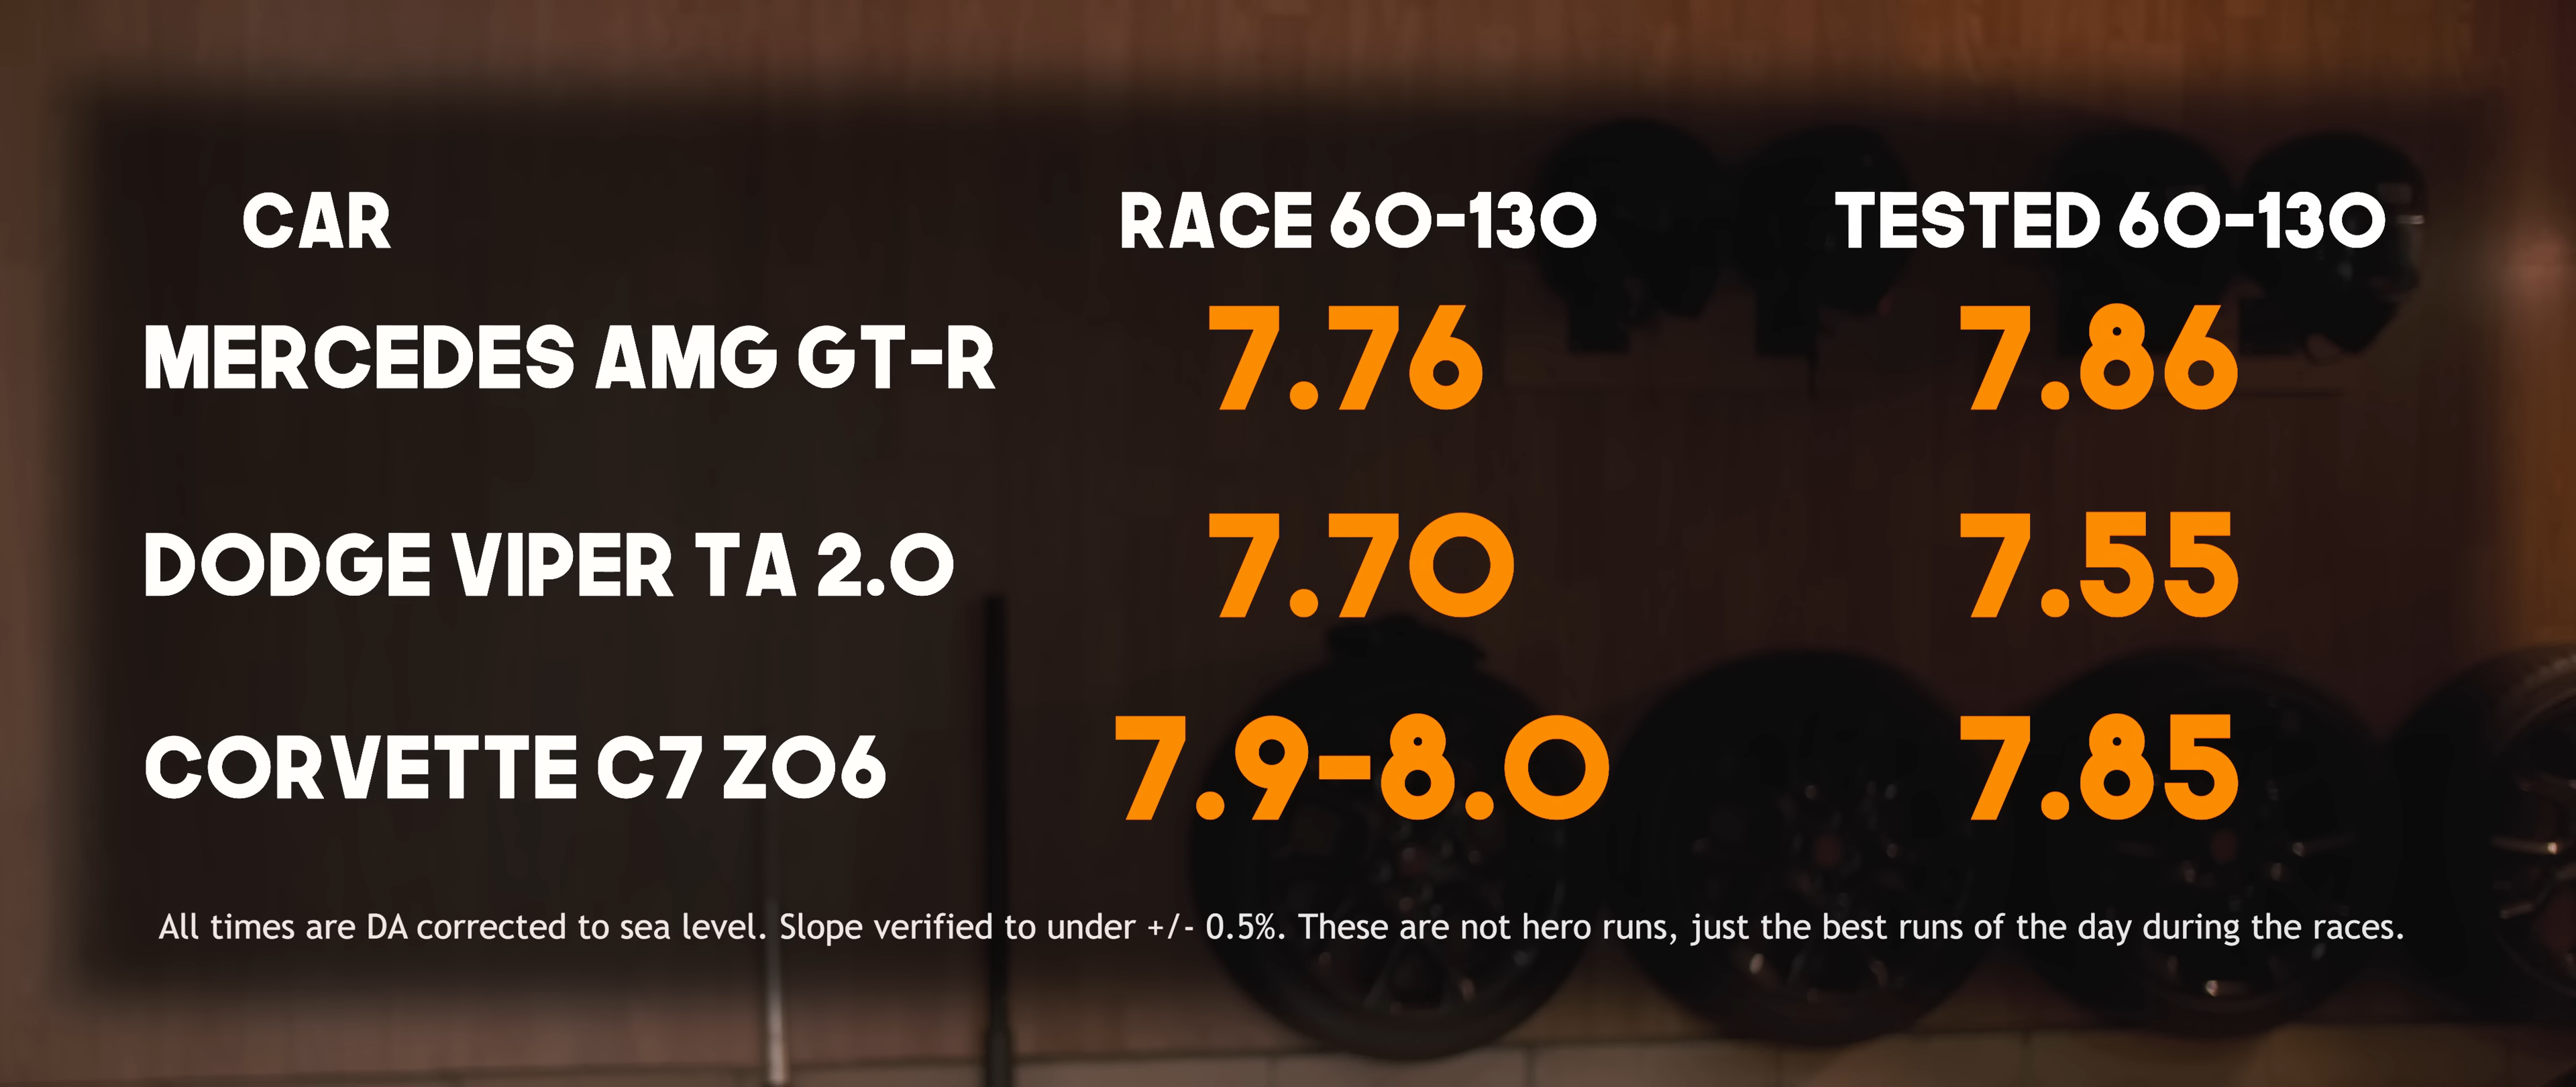 CAR RACE 60-130 TESTED 60-130
MERCEDES AMG GT-R 7.76 7.86
DODGE VIPER TA 2.0 7.70 7.55
CORVETTE C7 Z06 7.9-8.0 7.85
All times are DA corrected to sea level. Slope verified to under +/- 0.5%. These are not hero runs, just the best runs of the day during the races.